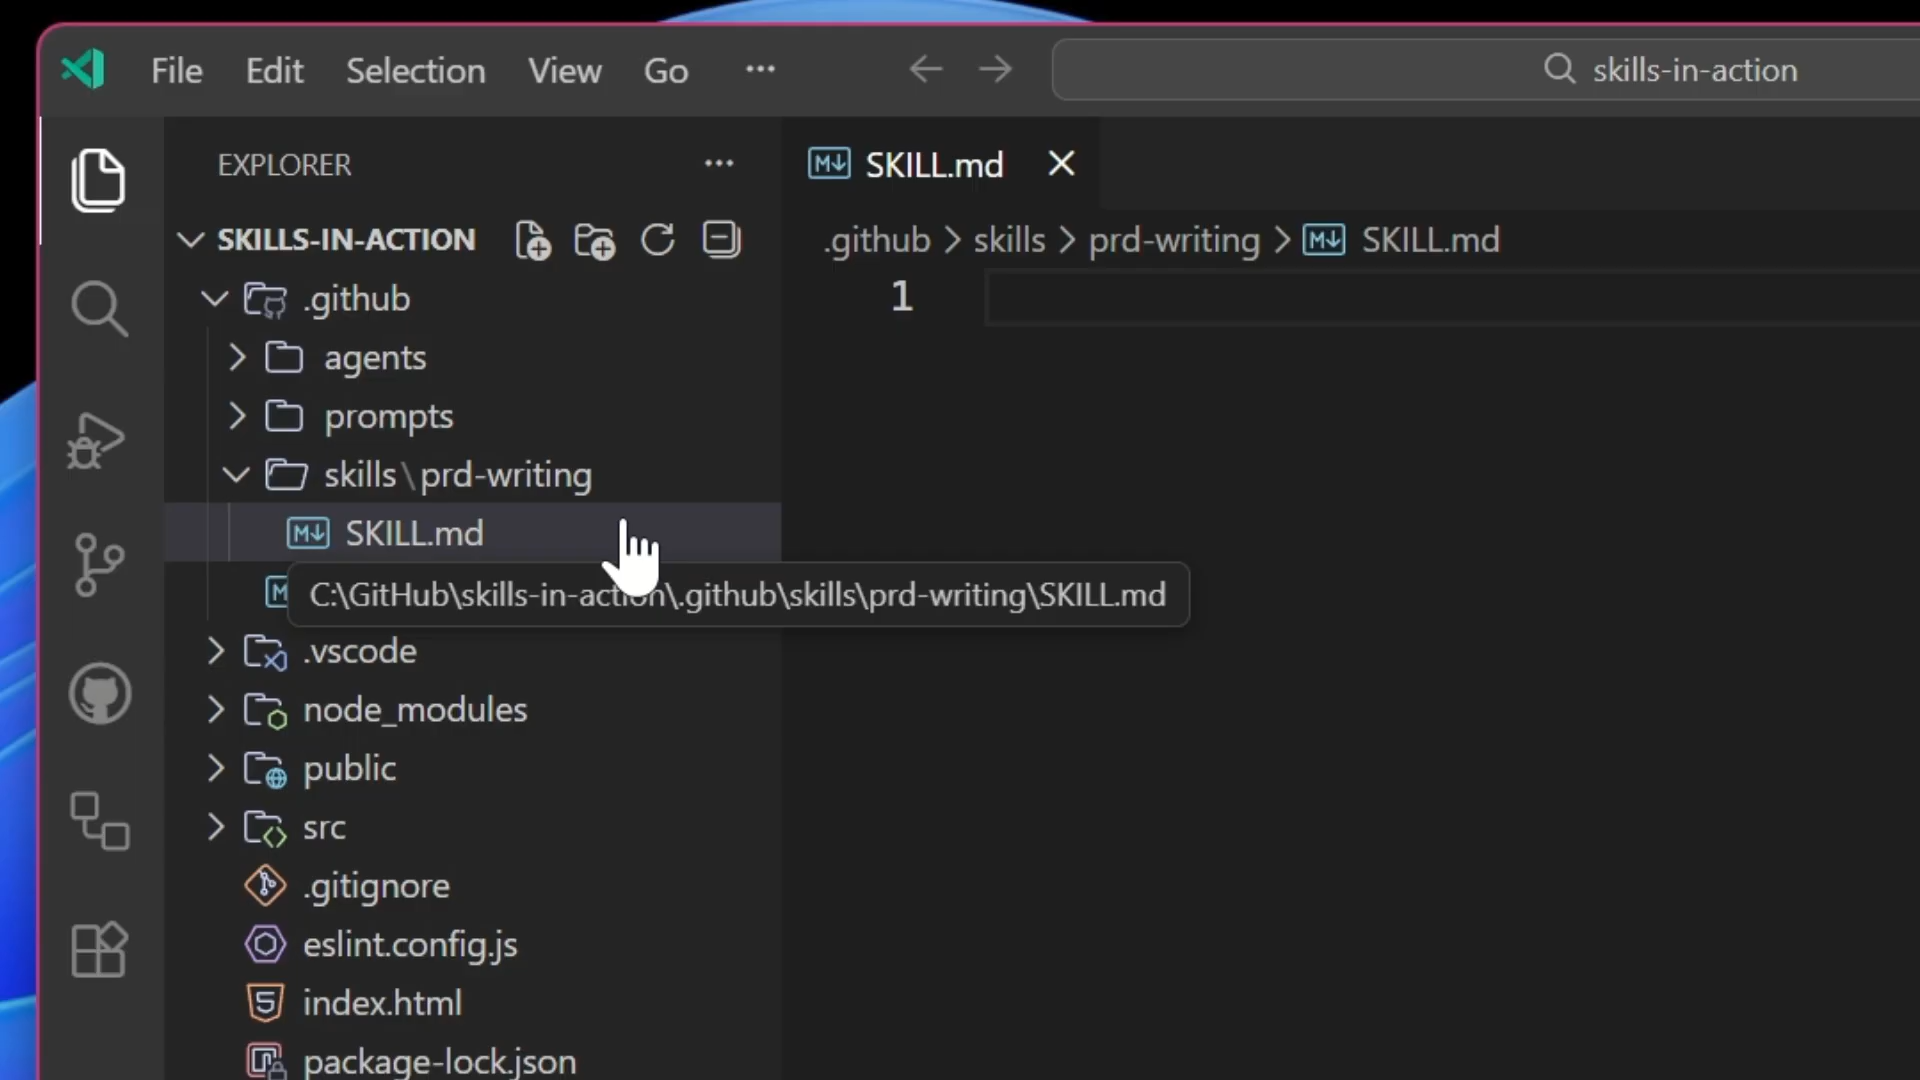 File Edit Selection View Go ··· skills-in-action
EXPLORER ···
SKILL.md
SKILLS-IN-ACTION
.github > skills > prd-writing > SKILL.md
.github
1
agents
prompts
skills\prd-writing
SKILL.md
C:\GitHub\skills-in-action\.github\skills\prd-writing\SKILL.md
.vscode
node_modules
public
src
.gitignore
eslint.config.js
index.html
package-lock.json